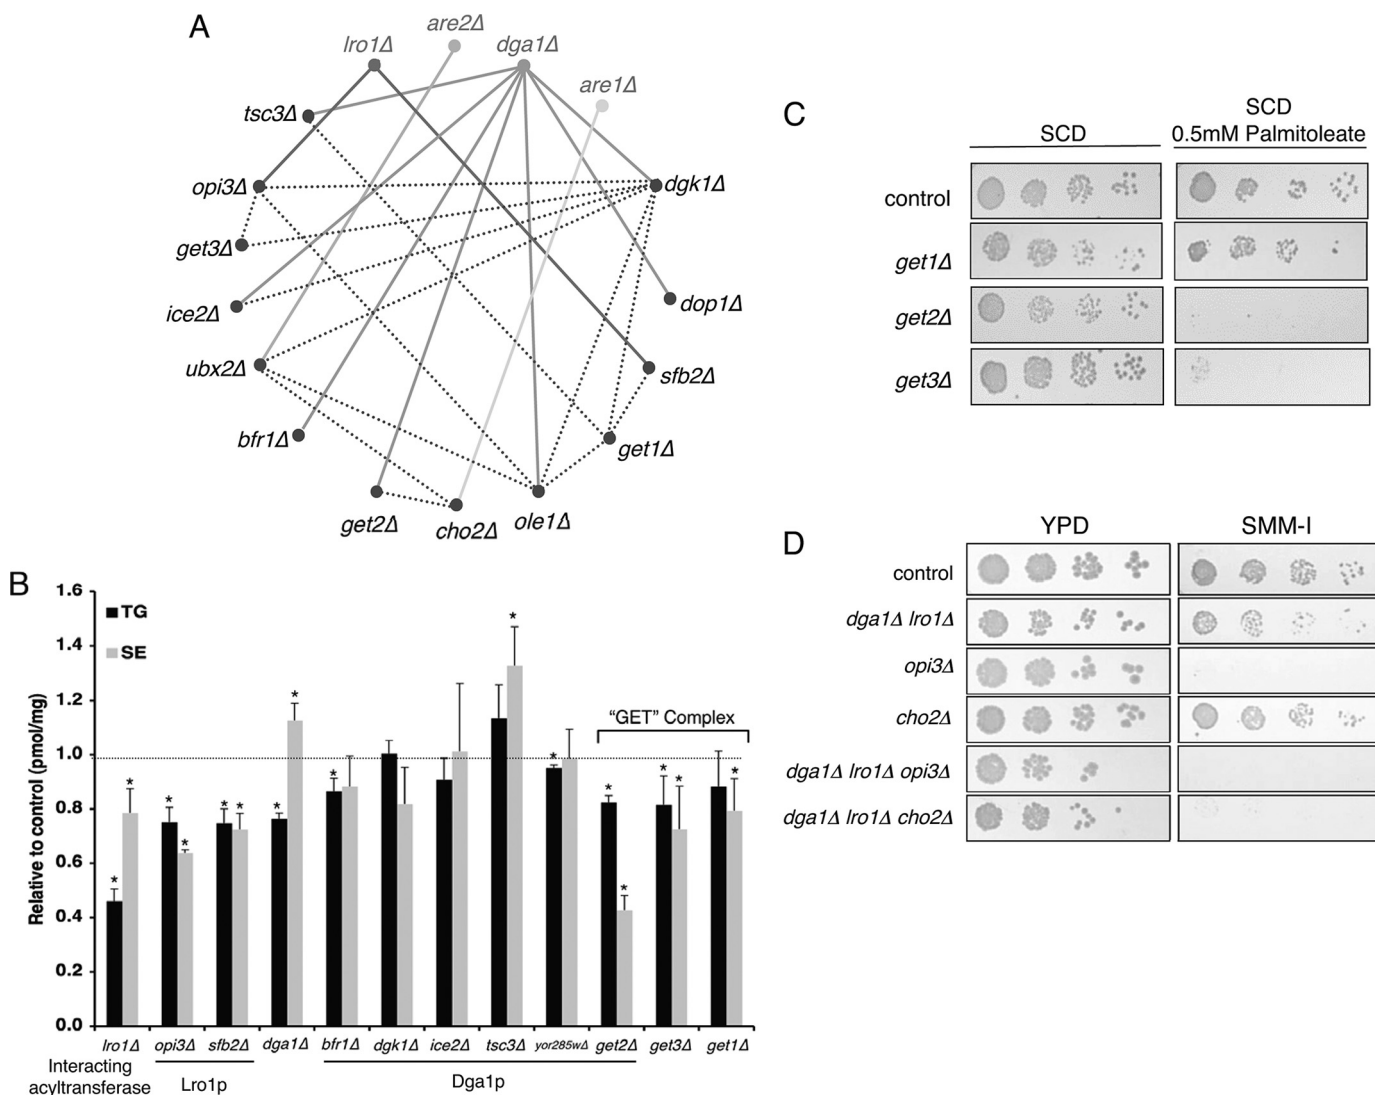 A
are2Δ
lro1Δ
dga1Δ
are1Δ
tsc3Δ
opi3Δ
dgk1Δ
get3Δ
ice2Δ
dop1Δ
ubx2Δ
sfb2Δ
bfr1Δ
get1Δ
get2Δ
cho2Δ
ole1Δ
B
1.6
1.4
1.2
1.0
0.8
0.6
0.4
0.2
0.0
Relative to control (pmol/mg)
TG
SE
"GET" Complex
* * * * * * * * * * * * * * *
lro1Δ opi3Δ sfb2Δ dga1Δ bfr1Δ dgk1Δ ice2Δ tsc3Δ yor285wΔ get2Δ get3Δ get1Δ
Interacting
acyltransferase
Lro1p
Dga1p
C
SCD
SCD
0.5mM Palmitoleate
control
get1Δ
get2Δ
get3Δ
D
YPD
SMM-I
control
dga1Δ lro1Δ
opi3Δ
cho2Δ
dga1Δ lro1Δ opi3Δ
dga1Δ lro1Δ cho2Δ